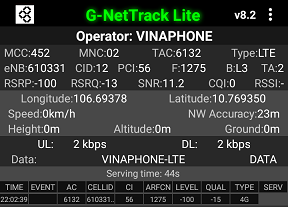 G-NetTrack Lite v8.2
Operator: VINAPHONE
MCC:452 MNC:02 TAC:6132 Type:LTE
eNB:610331 CID:12 PCI:56 F:1275 B:L3 TA:2
RSRP:-100 RSRQ:-13 SNR:11.2 CQI:0 RSSI:-
Longitude:106.69378 Latitude:10.769350
Speed:0km/h NW Accuracy:23m
Height:0m Altitude:0m Ground:0m
UL: 2 kbps DL: 2 kbps
Data: VINAPHONE-LTE DATA
Serving time: 44s
TIME EVENT AC CELLID CI ARFCN LEVEL QUAL TYPE SERV
22:02:39 6132 610331.. 56 1275 -100 -15 4G